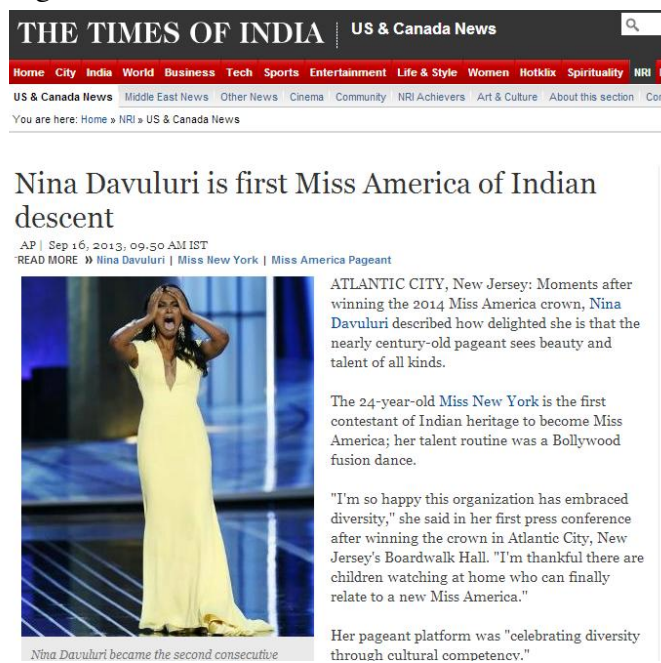 THE TIMES OF INDIA
US & Canada News
Home City India World Business Tech Sports Entertainment Life & Style Women Hotklix Spirituality NRI
US & Canada News Middle East News Other News Cinema Community NRI Achievers Art & Culture About this section
You are here: Home » NRI » US & Canada News
Nina Davuluri is first Miss America of Indian
descent
AP | Sep 16, 2013, 09.50 AM IST
READ MORE » Nina Davuluri | Miss New York | Miss America Pageant
ATLANTIC CITY, New Jersey: Moments after
winning the 2014 Miss America crown, Nina
Davuluri described how delighted she is that the
nearly century-old pageant sees beauty and
talent of all kinds.
The 24-year-old Miss New York is the first
contestant of Indian heritage to become Miss
America; her talent routine was a Bollywood
fusion dance.
"I'm so happy this organization has embraced
diversity," she said in her first press conference
after winning the crown in Atlantic City, New
Jersey's Boardwalk Hall. "I'm thankful there are
children watching at home who can finally
relate to a new Miss America."
Her pageant platform was "celebrating diversity
through cultural competency."
Nina Davuluri became the second consecutive